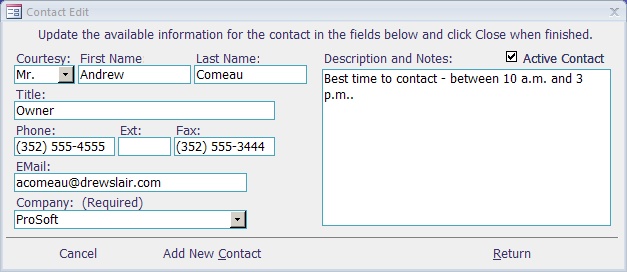 Contact Edit
Update the available information for the contact in the fields below and click Close when finished.
Courtesy: First Name Last Name: Description and Notes: Active Contact
Mr. Andrew Comeau
Best time to contact - between 10 a.m. and 3
p.m..
Title:
Owner
Phone: Ext: Fax:
(352) 555-4555 (352) 555-3444
EMail:
acomeau@drewslair.com
Company: (Required)
ProSoft
Cancel Add New Contact Return